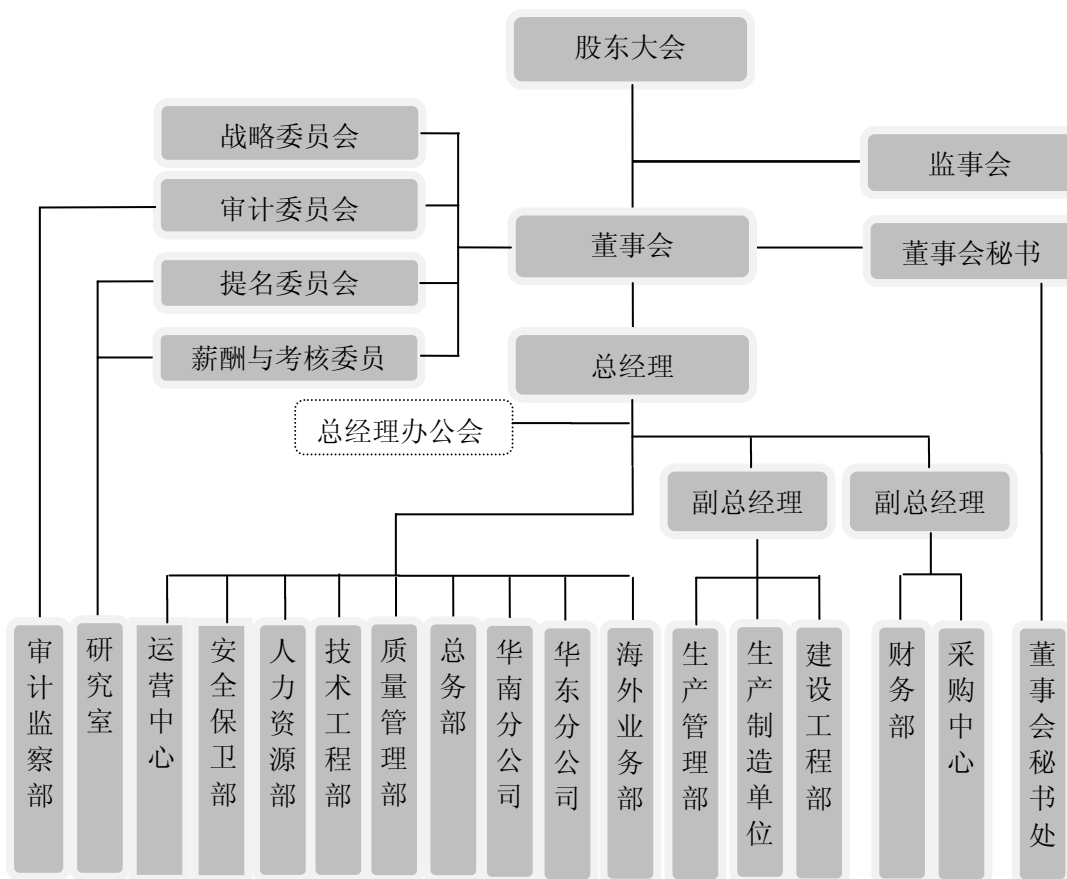 股东大会
战略委员会
监事会
审计委员会
董事会
董事会秘书
提名委员会
薪酬与考核委员
总经理
总经理办公会
副总经理
副总经理
审计监察部
研究室
运营中心
安全保卫部
人力资源部
技术工程部
质量管理部
总务部
华南分公司
华东分公司
海外业务部
生产管理部
生产制造单位
建设工程部
财务部
采购中心
董事会秘书处